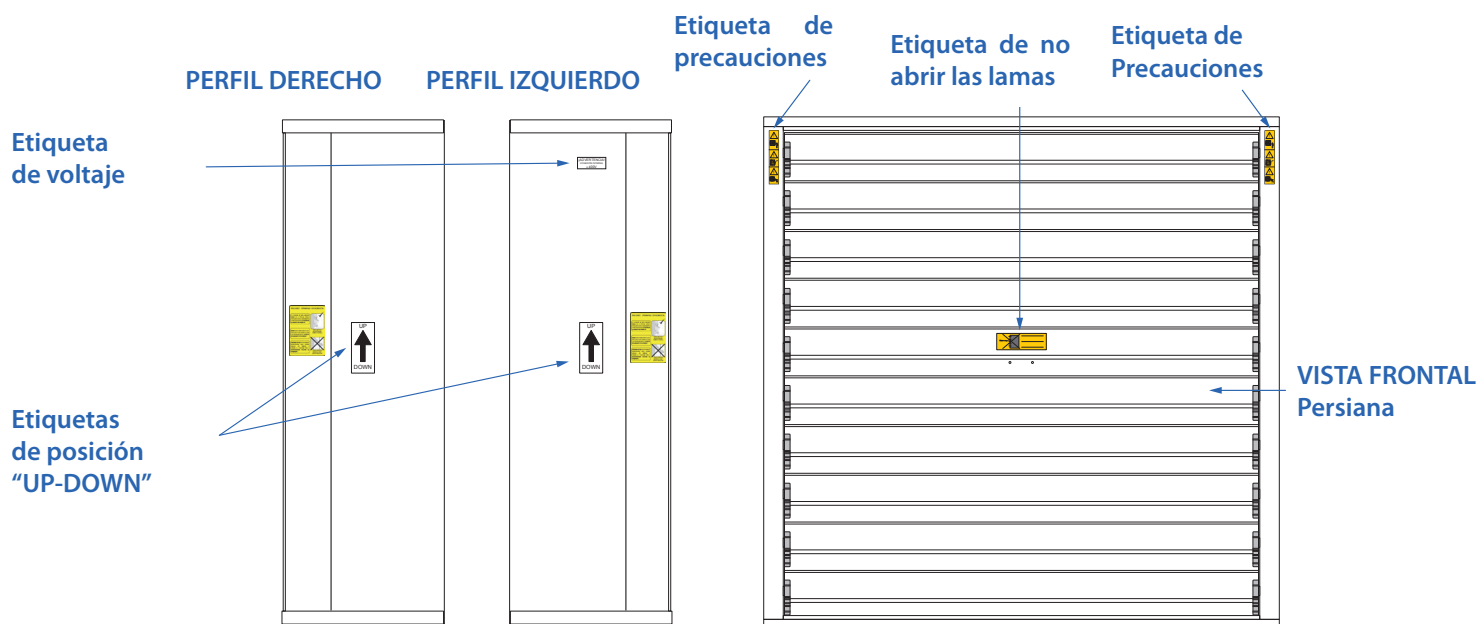 Etiqueta de
precauciones
Etiqueta de no
abrir las lamas
Etiqueta de
Precauciones
PERFIL DERECHO
PERFIL IZQUIERDO
Etiqueta
de voltaje
ADVERTENCIA
UP
DOWN
UP
DOWN
Etiquetas
de posición
“UP-DOWN”
VISTA FRONTAL
Persiana